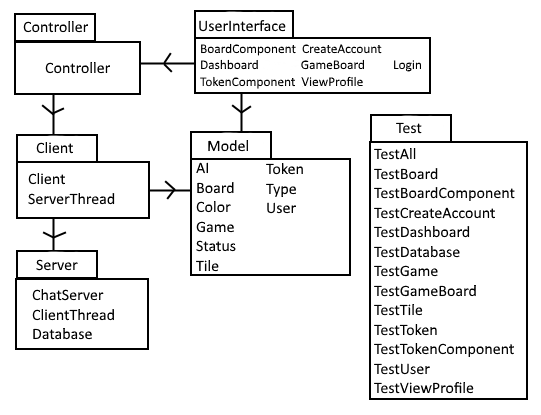 Controller
Controller
UserInterface
BoardComponent CreateAccount
Dashboard GameBoard Login
TokenComponent ViewProfile
Client
Client
ServerThread
Model
AI Token
Board Type
Color User
Game
Status
Tile
Server
ChatServer
ClientThread
Database
Test
TestAll
TestBoard
TestBoardComponent
TestCreateAccount
TestDashboard
TestDatabase
TestGame
TestGameBoard
TestTile
TestToken
TestTokenComponent
TestUser
TestViewProfile